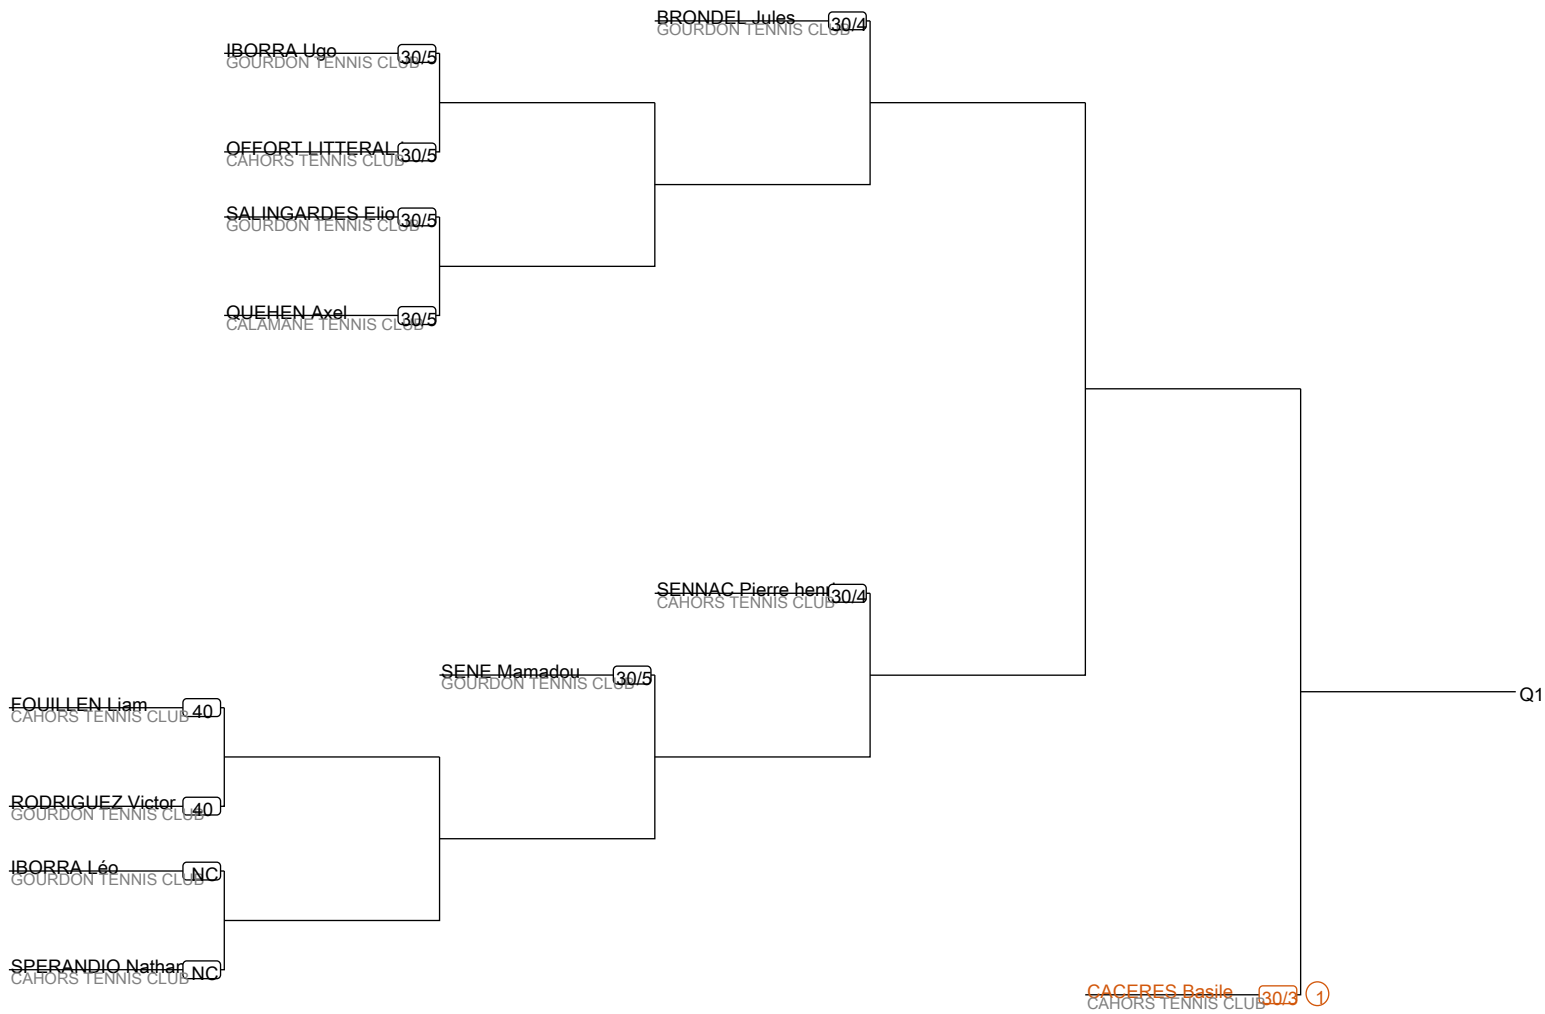 BRONDEL Jules 30/4
GOURDON TENNIS CLUB
IBORRA Ugo 30/5
GOURDON TENNIS CLUB
OFFORT LITTERAL 30/5
CAHORS TENNIS CLUB
SALINGARDES Elio 30/5
GOURDON TENNIS CLUB
QUEHEN Axel 30/5
CALAMANE TENNIS CLUB
SENNAC Pierre henri 30/4
CAHORS TENNIS CLUB
SENE Mamadou 30/5
GOURDON TENNIS CLUB
FOUILLEN Liam 40
CAHORS TENNIS CLUB
Q1
RODRIGUEZ Victor 40
GOURDON TENNIS CLUB
IBORRA Léo NC
GOURDON TENNIS CLUB
SPERANDIO Nathan NC
CAHORS TENNIS CLUB
CACERES Basile 30/3 1
CAHORS TENNIS CLUB